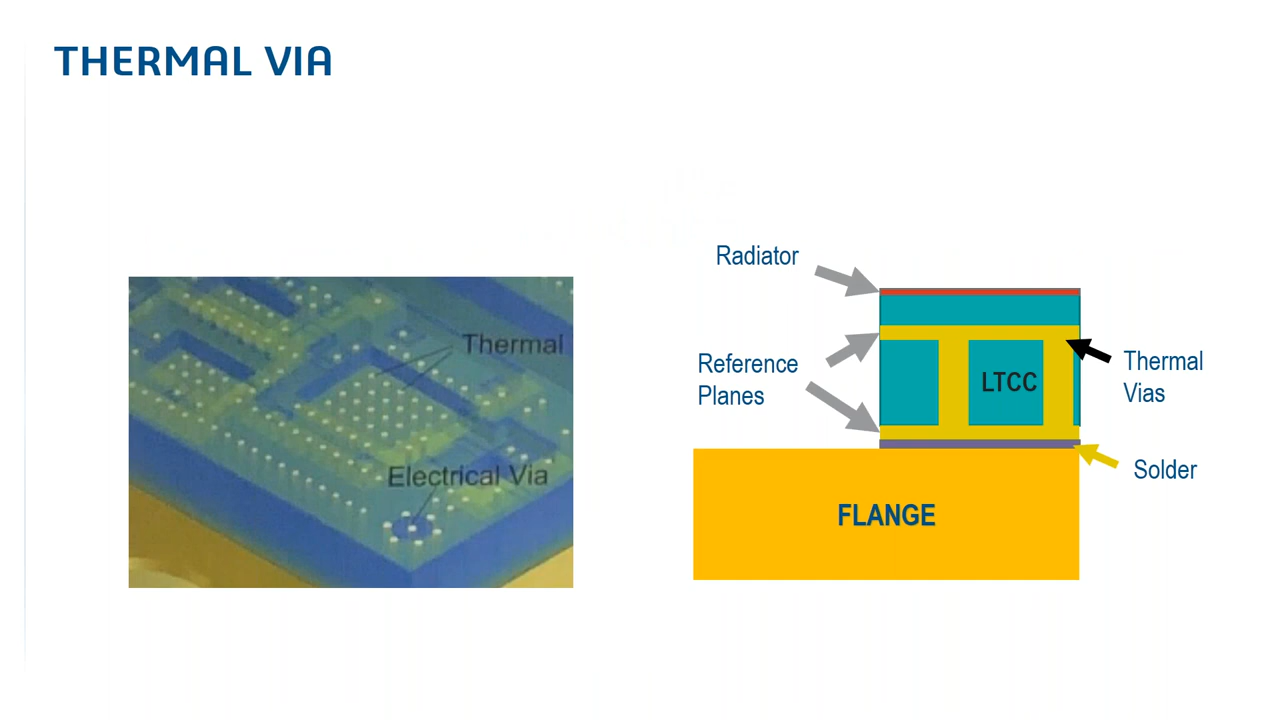 THERMAL VIA
Thermal
Electrical Via
Radiator
Reference
Planes
LTCC
Thermal
Vias
Solder
FLANGE